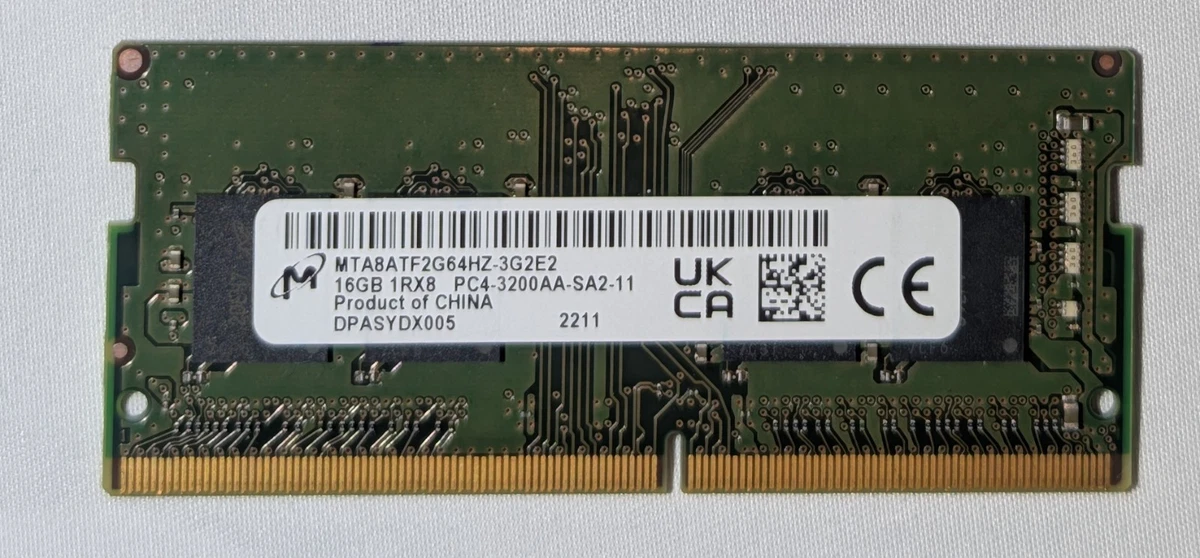 MTA8ATF2G64HZ-3G2E2
16GB 1RX8 PC4-3200AA-SA2-11
Product of CHINA
DPASYDX005 2211
UK
CA
CE